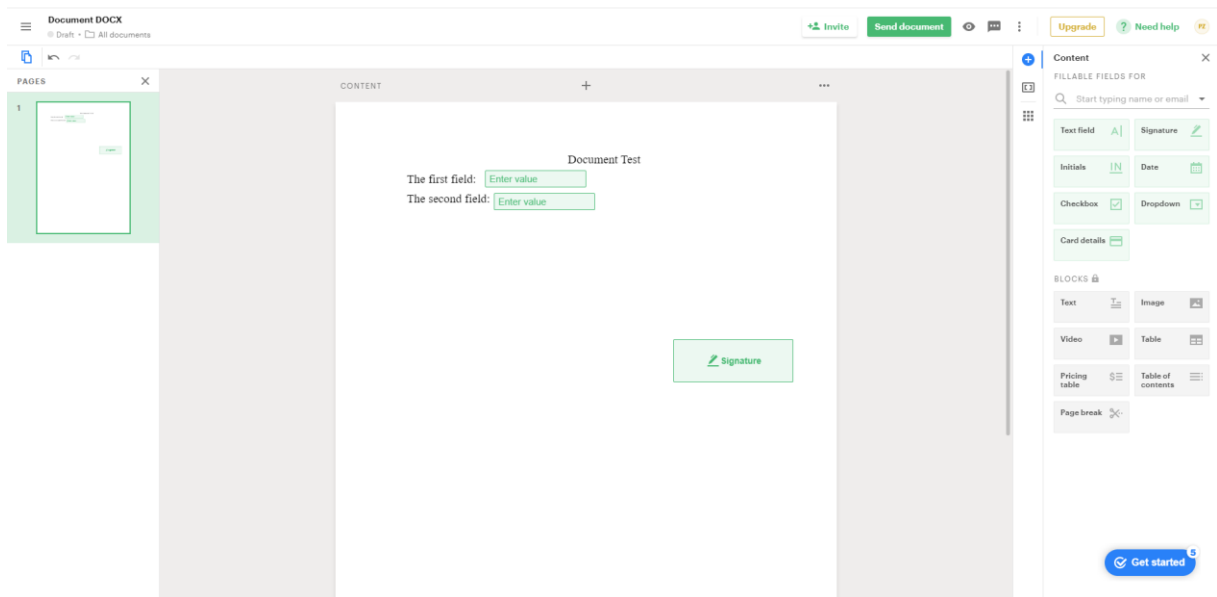 Document DOCX
Draft • All documents
Invite
Send document
Upgrade
? Need help
PZ
PAGES
1
CONTENT
Document Test
The first field: Enter value
The second field: Enter value
Signature
Content
FILLABLE FIELDS FOR
Start typing name or email
Text field A|
Signature
Initials IN
Date
Checkbox
Dropdown
Card details
BLOCKS
Text
Image
Video
Table
Pricing table
Table of contents
Page break
Get started
5